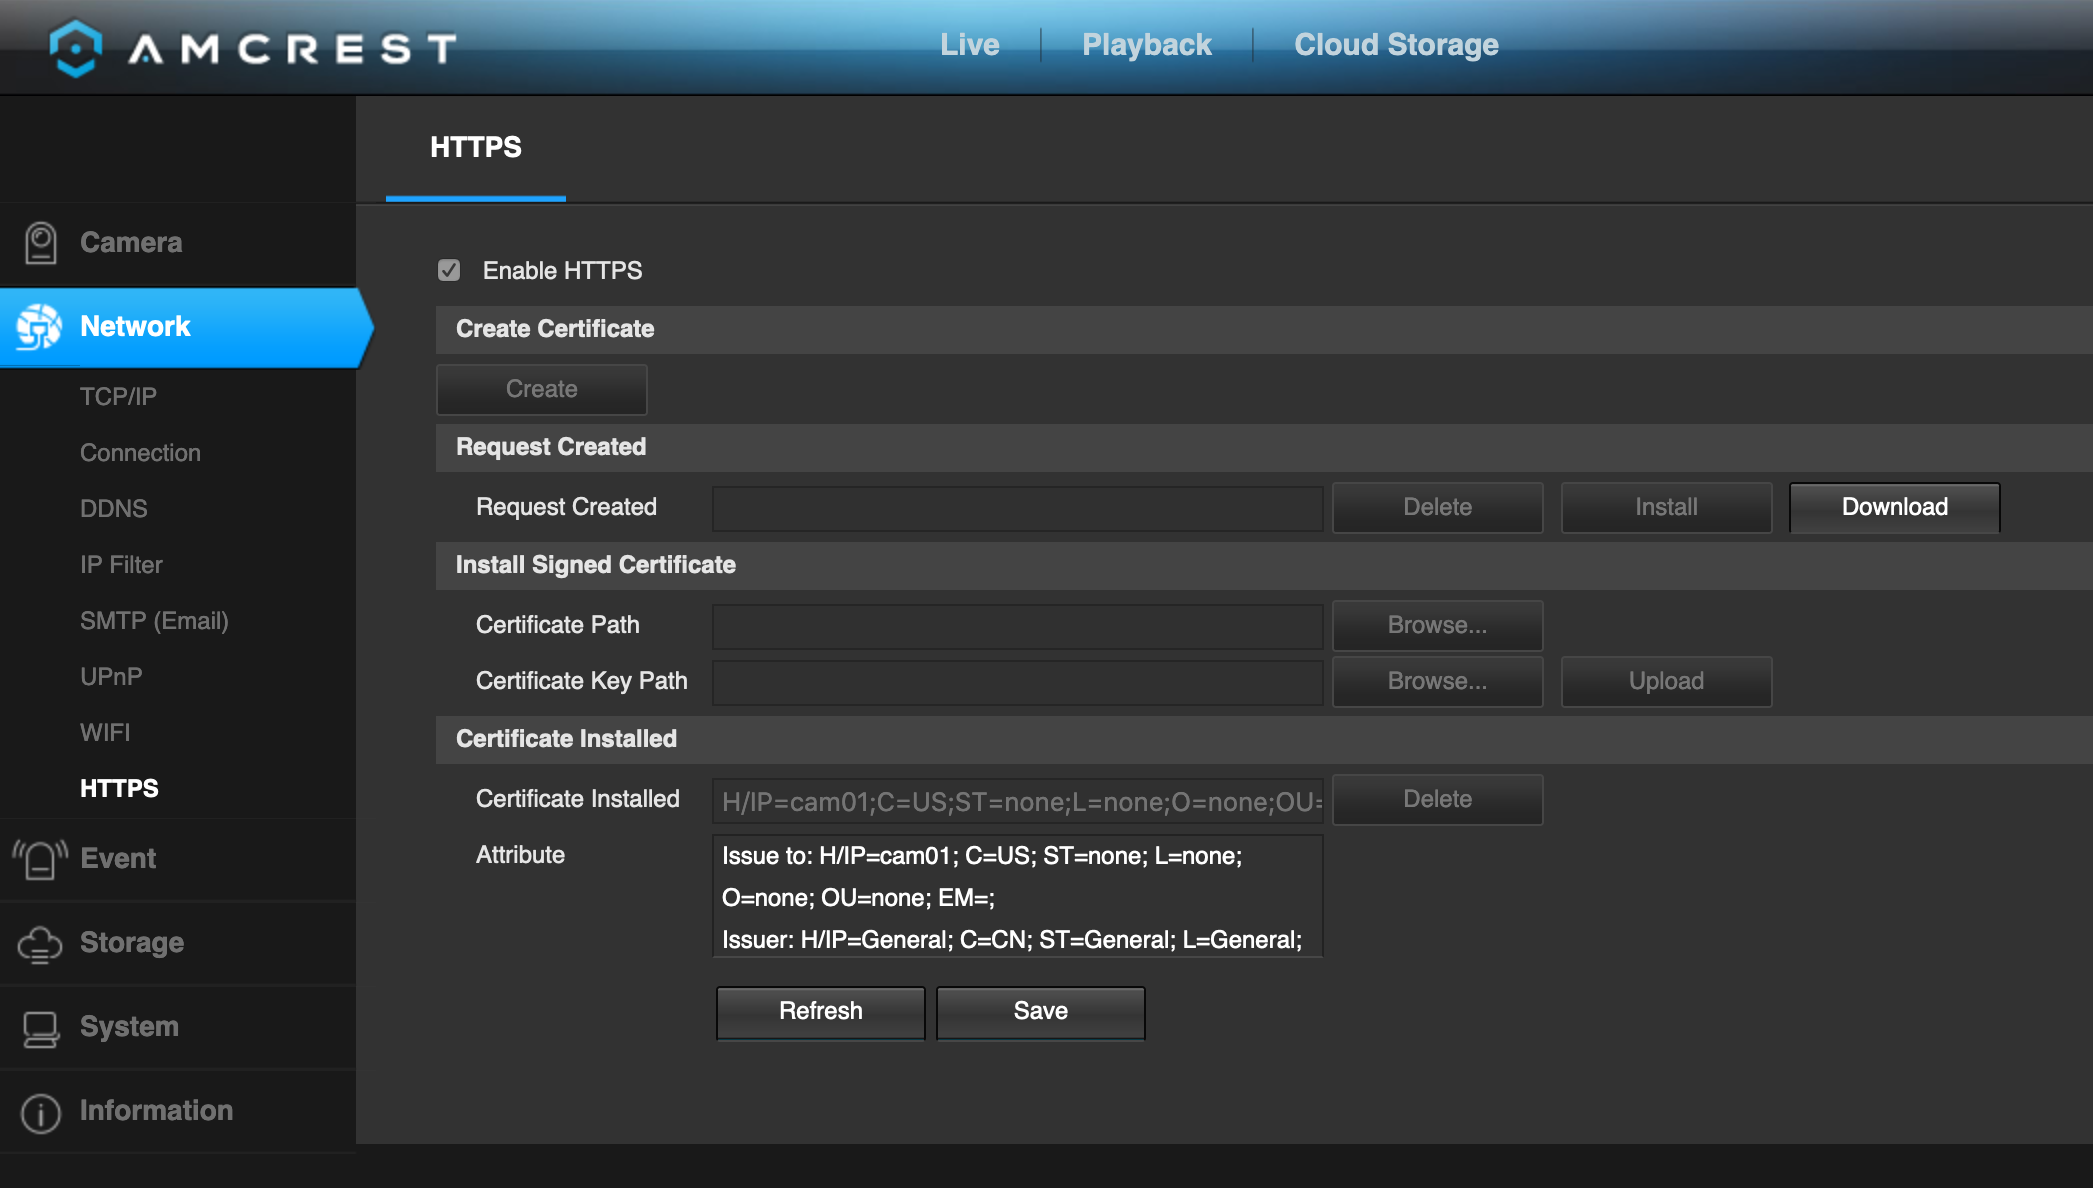 AMCREST
Live
Playback
Cloud Storage
HTTPS
Camera
Network
TCP/IP
Connection
DDNS
IP Filter
SMTP (Email)
UPnP
WIFI
HTTPS
Event
Storage
System
Information
Enable HTTPS
Create Certificate
Create
Request Created
Request Created
Delete
Install
Download
Install Signed Certificate
Certificate Path
Browse...
Certificate Key Path
Browse...
Upload
Certificate Installed
Certificate Installed
H/IP=cam01;C=US;ST=none;L=none;O=none;OU=
Delete
Attribute
Issue to: H/IP=cam01; C=US; ST=none; L=none;
O=none; OU=none; EM=;
Issuer: H/IP=General; C=CN; ST=General; L=General;
Refresh
Save